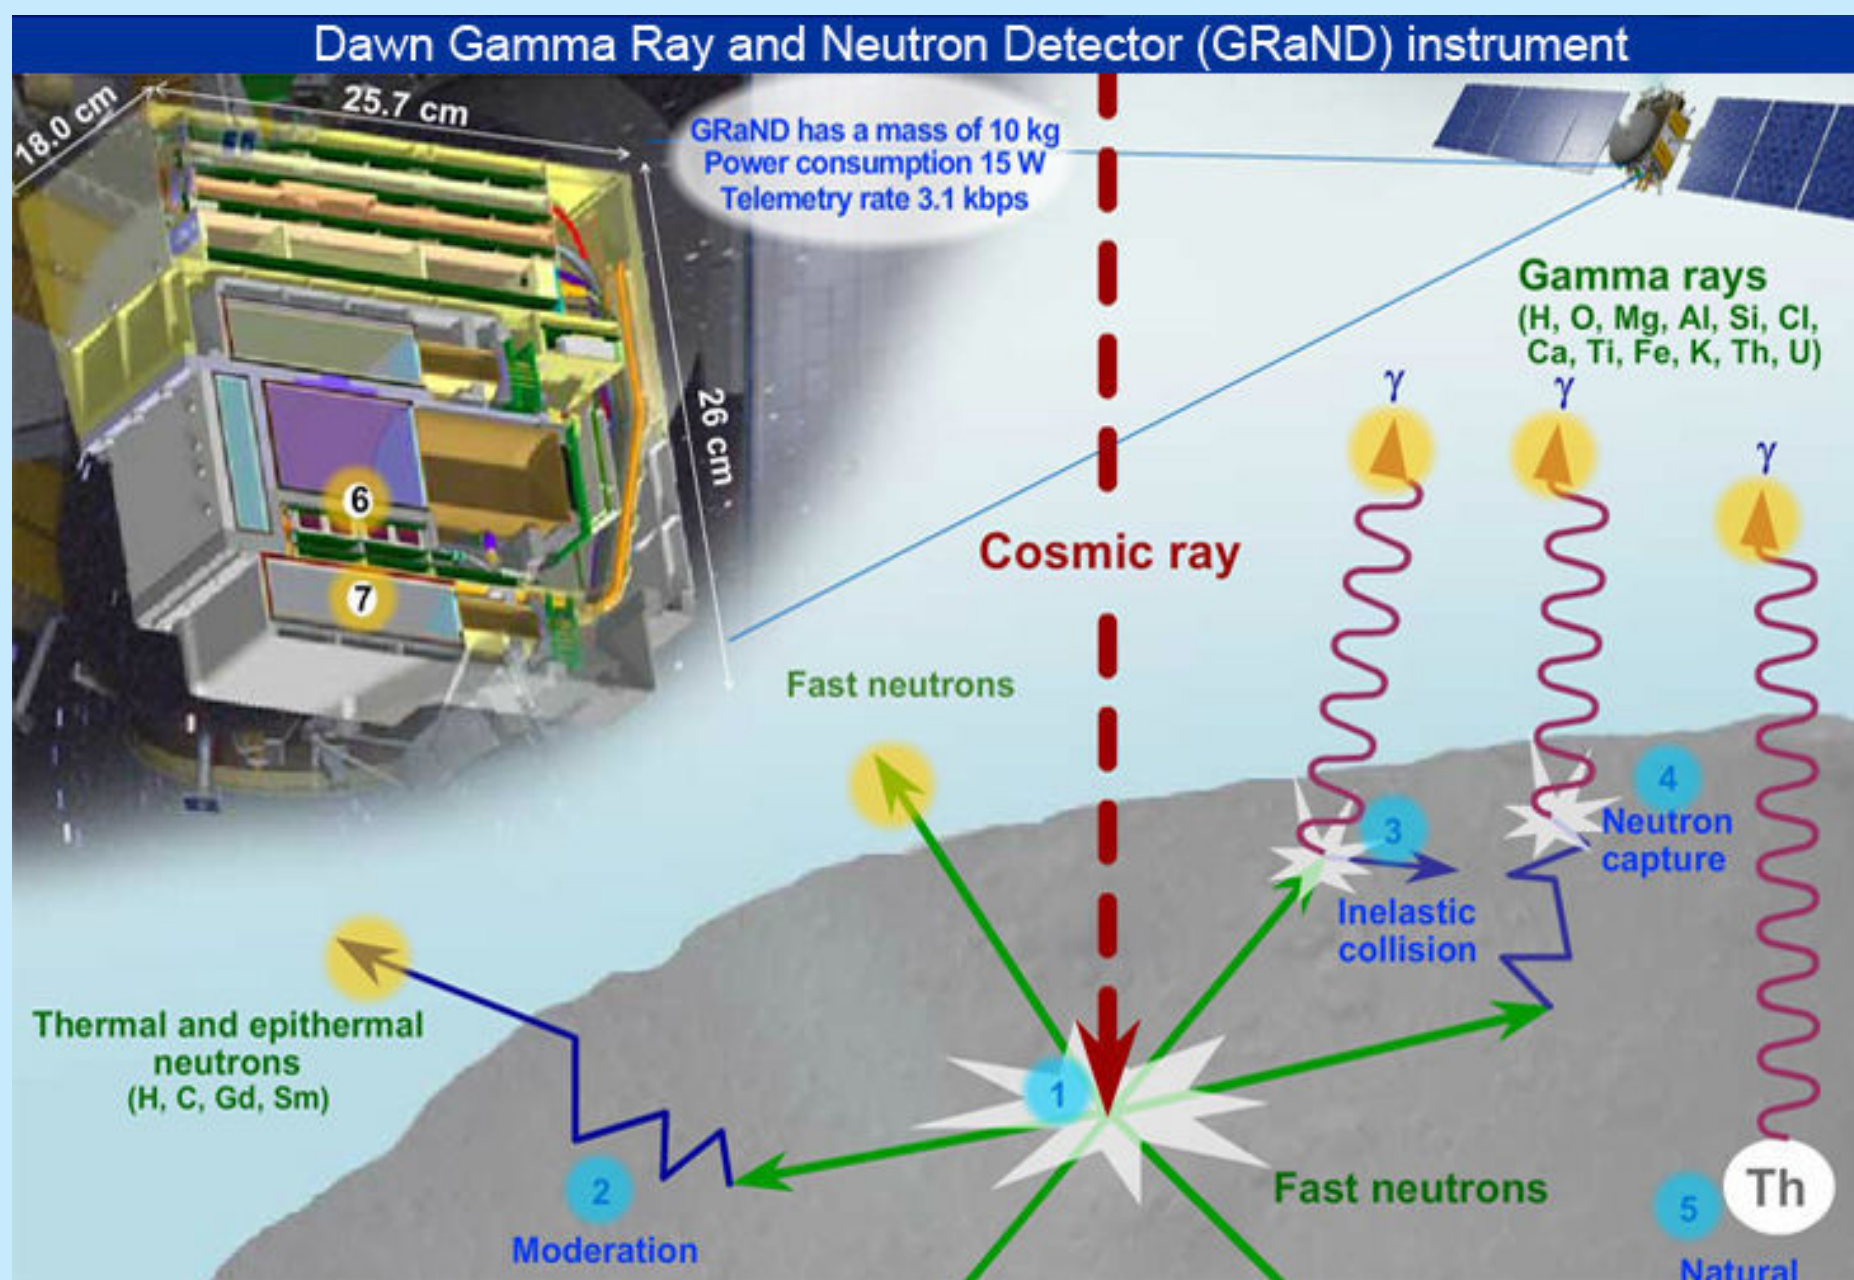 Dawn Gamma Ray and Neutron Detector (GRaND) instrument
18.0 cm
25.7 cm
26 cm
GRaND has a mass of 10 kg
Power consumption 15 W
Telemetry rate 3.1 kbps
Gamma rays
(H, O, Mg, Al, Si, Cl,
Ca, Ti, Fe, K, Th, U)
γ
γ
γ
6
7
Cosmic ray
Fast neutrons
4
Neutron
capture
3
Inelastic
collision
Thermal and epithermal
neutrons
(H, C, Gd, Sm)
1
2
Moderation
Fast neutrons
Th
5
Natural